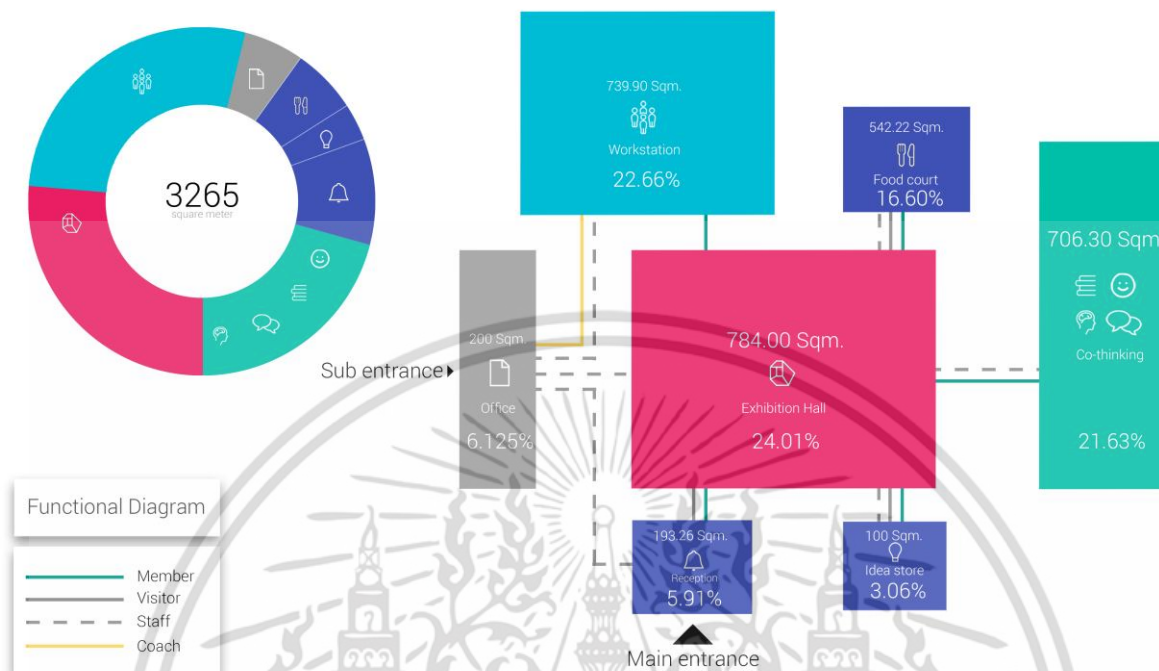 3265
square meter
739.90 Sqm.
Workstation
22.66%
542.22 Sqm.
Food court
16.60%
706.30 Sqm
Co-thinking
21.63%
200 Sqm.
Office
6.125%
Sub entrance
784.00 Sqm.
Exhibition Hall
24.01%
193.26 Sqm.
Reception
5.91%
100 Sqm.
Idea store
3.06%
Main entrance
Functional Diagram
Member
Visitor
Staff
Coach